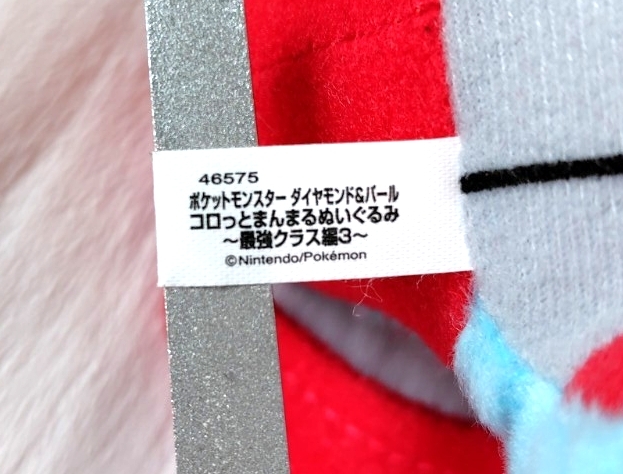 46575
ポケットモンスター ダイヤモンド&パール
コロっとまんまるぬいぐるみ
～最強クラス編3～
©Nintendo/Pokémon